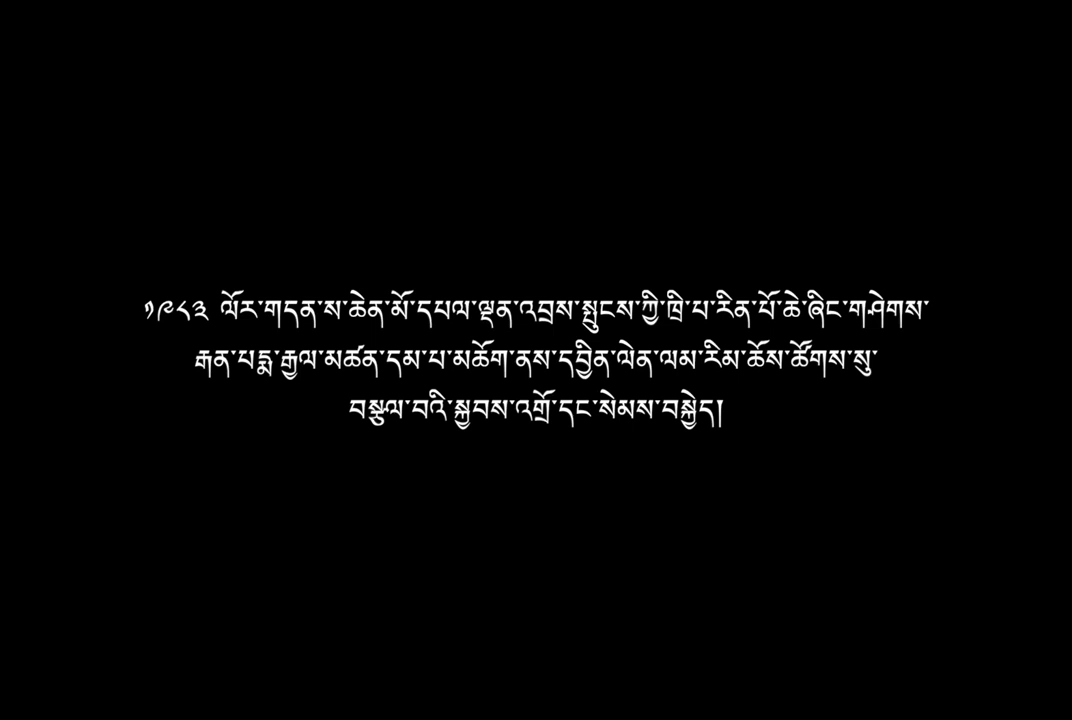 ༡༩༨༣ ལོར་གདན་ས་ཆེན་མོ་དཔལ་ལྡན་འབྲས་སྤུངས་ཀྱི་ཁྲི་པ་རིན་པོ་ཆེ་ཞིང་གཤེགས་
རྒན་པདྨ་རྒྱལ་མཚན་དམ་པ་མཆོག་ནས་དབྱིན་ལེན་ལམ་རིམ་ཆོས་ཚོགས་སུ་
བསྩལ་བའི་སྐྱབས་འགྲོ་དང་སེམས་བསྐྱེད།